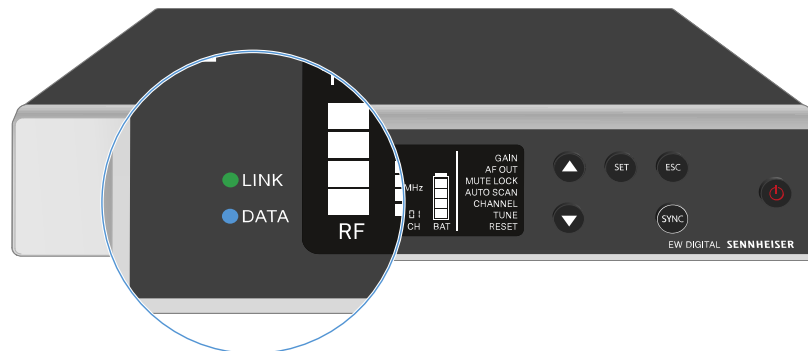 LINK
DATA
RF
MHz
01
CH
BAT
GAIN
AF OUT
MUTE LOCK
AUTO SCAN
CHANNEL
TUNE
RESET
SET
ESC
SYNC
EW DIGITAL SENNHEISER